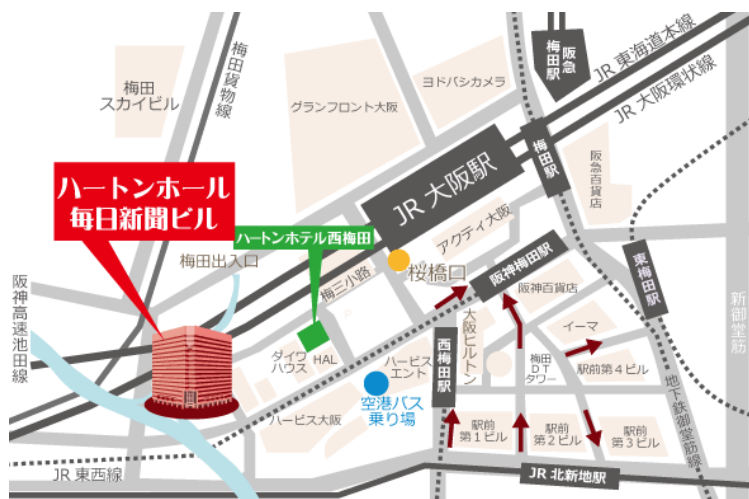 梅田
スカイビル
梅田貨物線
グランフロント大阪
ヨドバシカメラ
阪急
梅田駅
JR 東海道本線
JR 大阪環状線
梅田駅
阪急百貨店
JR 大阪駅
ハートンホール
毎日新聞ビル
ハートンホテル西梅田
梅田出入口
梅三小路
桜橋口
アクティ大阪
阪神梅田駅
阪神百貨店
東梅田駅
新御堂筋
阪神高速池田線
ダイワ
ハウス
HAL
ハービス
エント
空港バス
乗り場
ハービス大阪
西梅田駅
大阪ヒルトン
梅田
DT
タワー
イーマ
駅前第4ビル
駅前
第1ビル
駅前
第2ビル
駅前
第3ビル
地下鉄御堂筋線
JR 東西線
JR 北新地駅